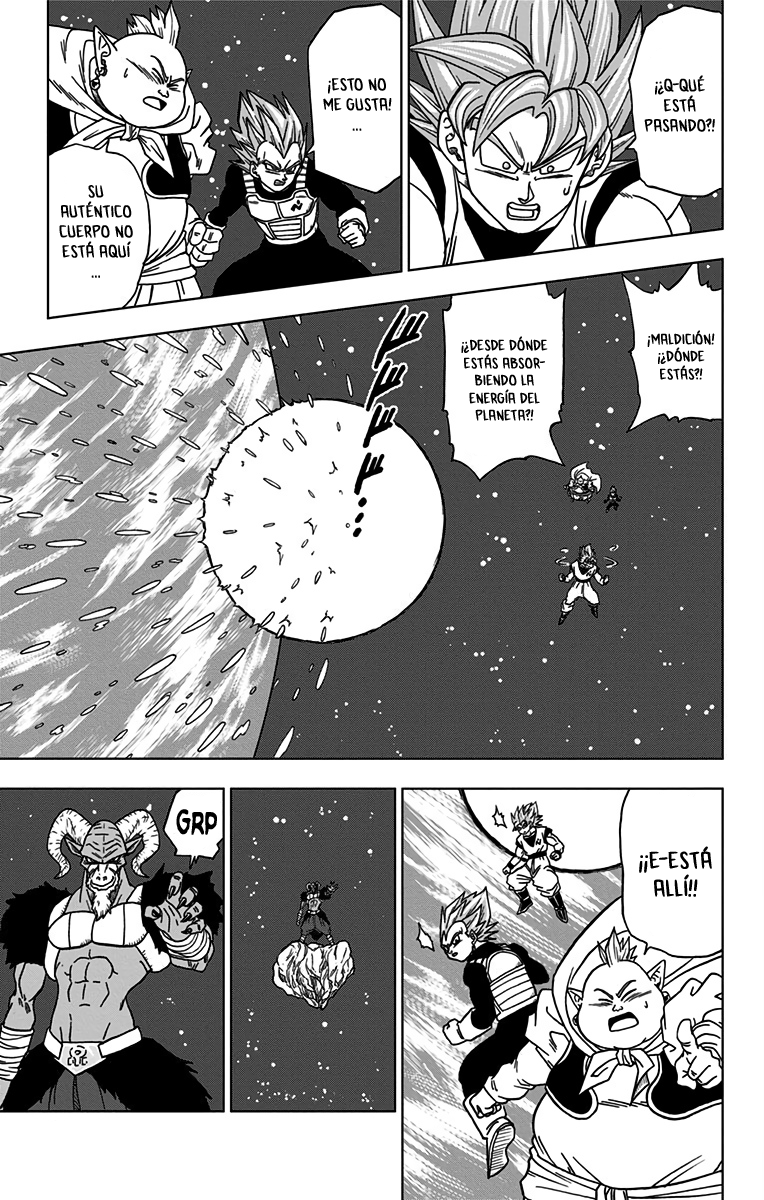 ¡¿Q-QUÉ
ESTÁ
PASANDO?!
¡ESTO NO
ME GUSTA!
...
SU
AUTÉNTICO
CUERPO NO
ESTÁ AQUÍ
...
¡MALDICIÓN!
¡¿DÓNDE
ESTÁS?!
¡¿DESDE DÓNDE
ESTÁS ABSOR-
BIENDO LA
ENERGÍA DEL
PLANETA?!
¡¡E-ESTÁ
ALLÍ!!
GRP